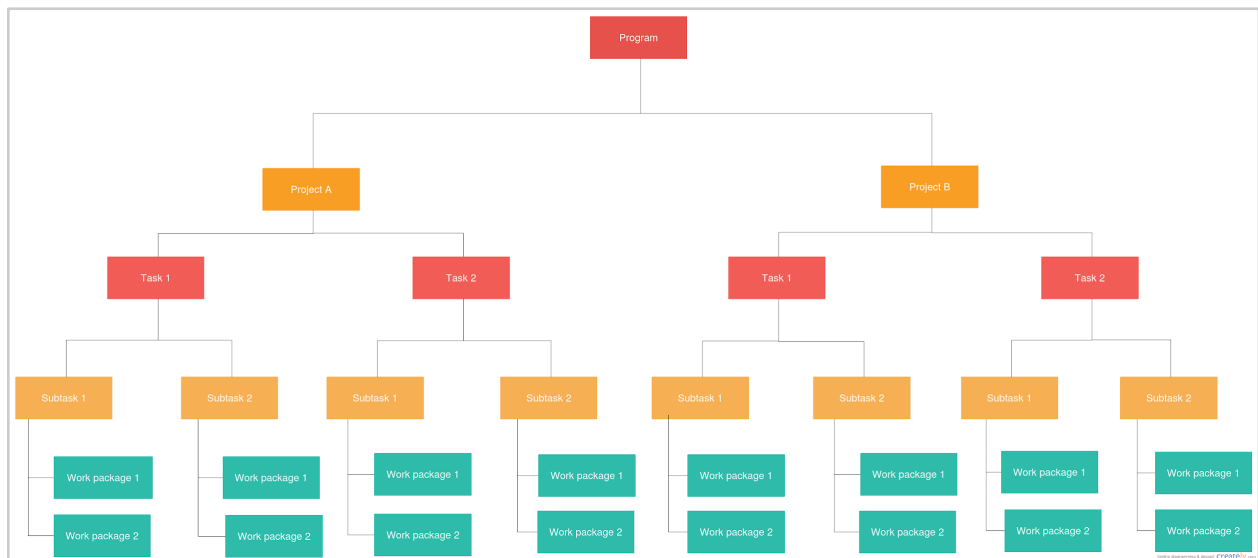 Program
Project A
Project B
Task 1
Task 2
Task 1
Task 2
Subtask 1
Subtask 2
Subtask 1
Subtask 2
Subtask 1
Subtask 2
Subtask 1
Subtask 2
Work package 1
Work package 1
Work package 1
Work package 1
Work package 1
Work package 1
Work package 1
Work package 1
Work package 2
Work package 2
Work package 2
Work package 2
Work package 2
Work package 2
Work package 2
Work package 2
creately